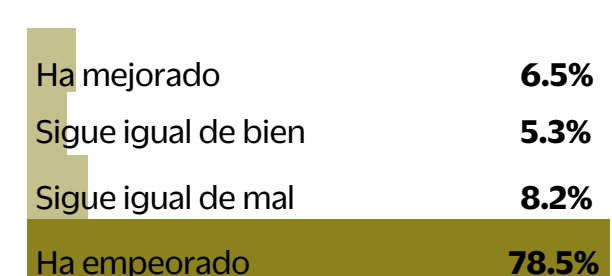 Ha mejorado 6.5%
Sigue igual de bien 5.3%
Sigue igual de mal 8.2%
Ha empeorado 78.5%